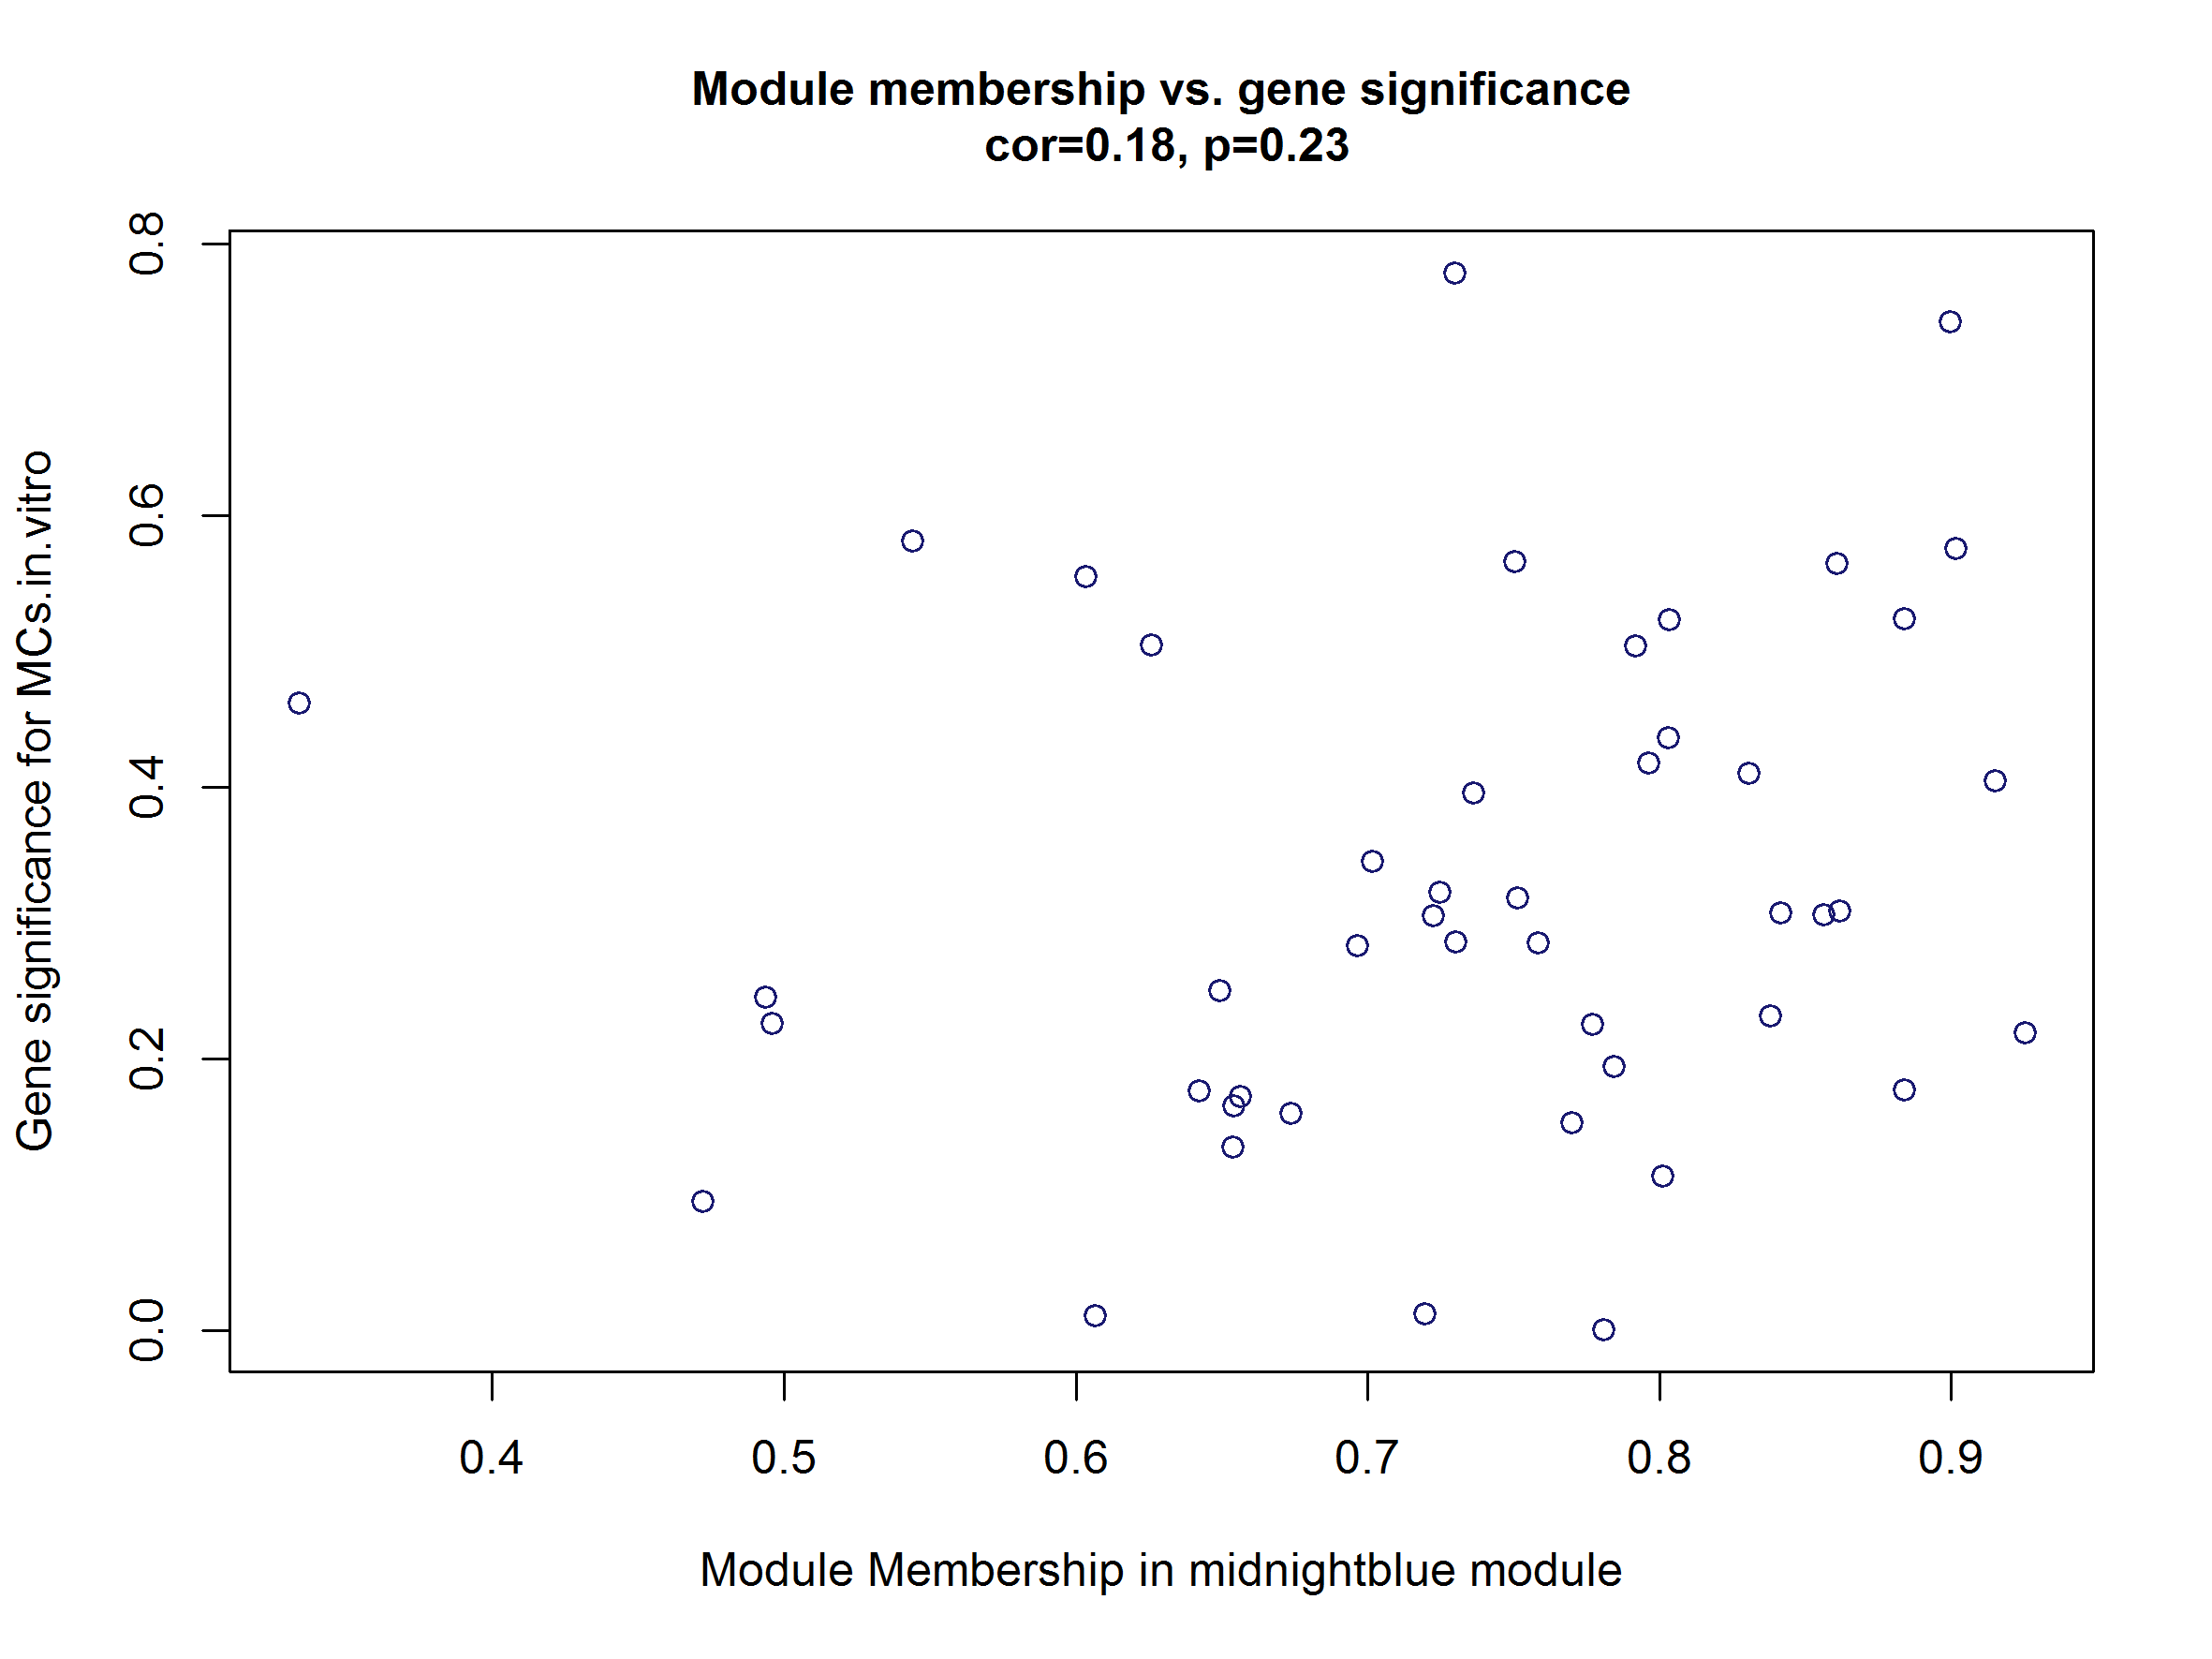 Module membership vs. gene significance
cor=0.18, p=0.23
Gene significance for MCs.in.vitro
0.8
0.6
0.4
0.2
0.0
0.4 0.5 0.6 0.7 0.8 0.9
Module Membership in midnightblue module